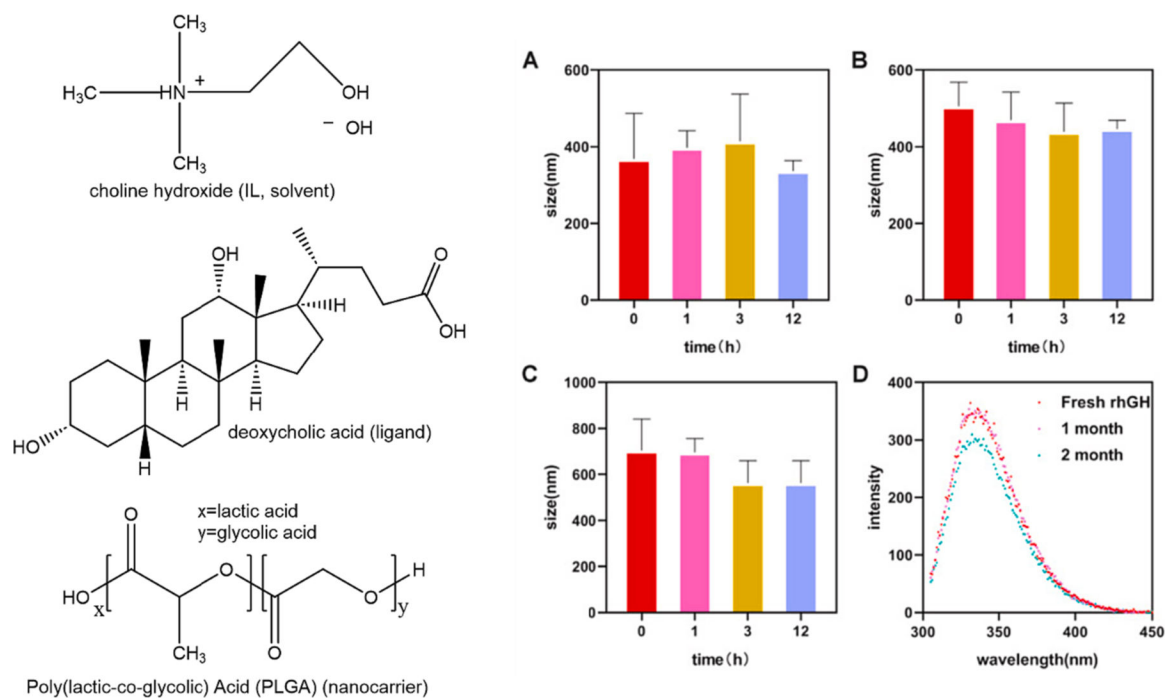 CH₃
H₃C
HN
+
OH
− OH
CH₃
choline hydroxide (IL, solvent)
OH
O
H
OH
H
H
HO
H
deoxycholic acid (ligand)
x=lactic acid
y=glycolic acid
O
HO
x
O
CH₃
O
O
H
y
Poly(lactic-co-glycolic) Acid (PLGA) (nanocarrier)
A
600
400
200
0
size(nm)
0 1 3 12
time(h)
B
600
400
200
0
size(nm)
0 1 3 12
time(h)
C
1000
800
600
400
200
0
size(nm)
0 1 3 12
time(h)
D
400
300
200
100
0
intensity
Fresh rhGH
1 month
2 month
300 350 400 450
wavelength(nm)